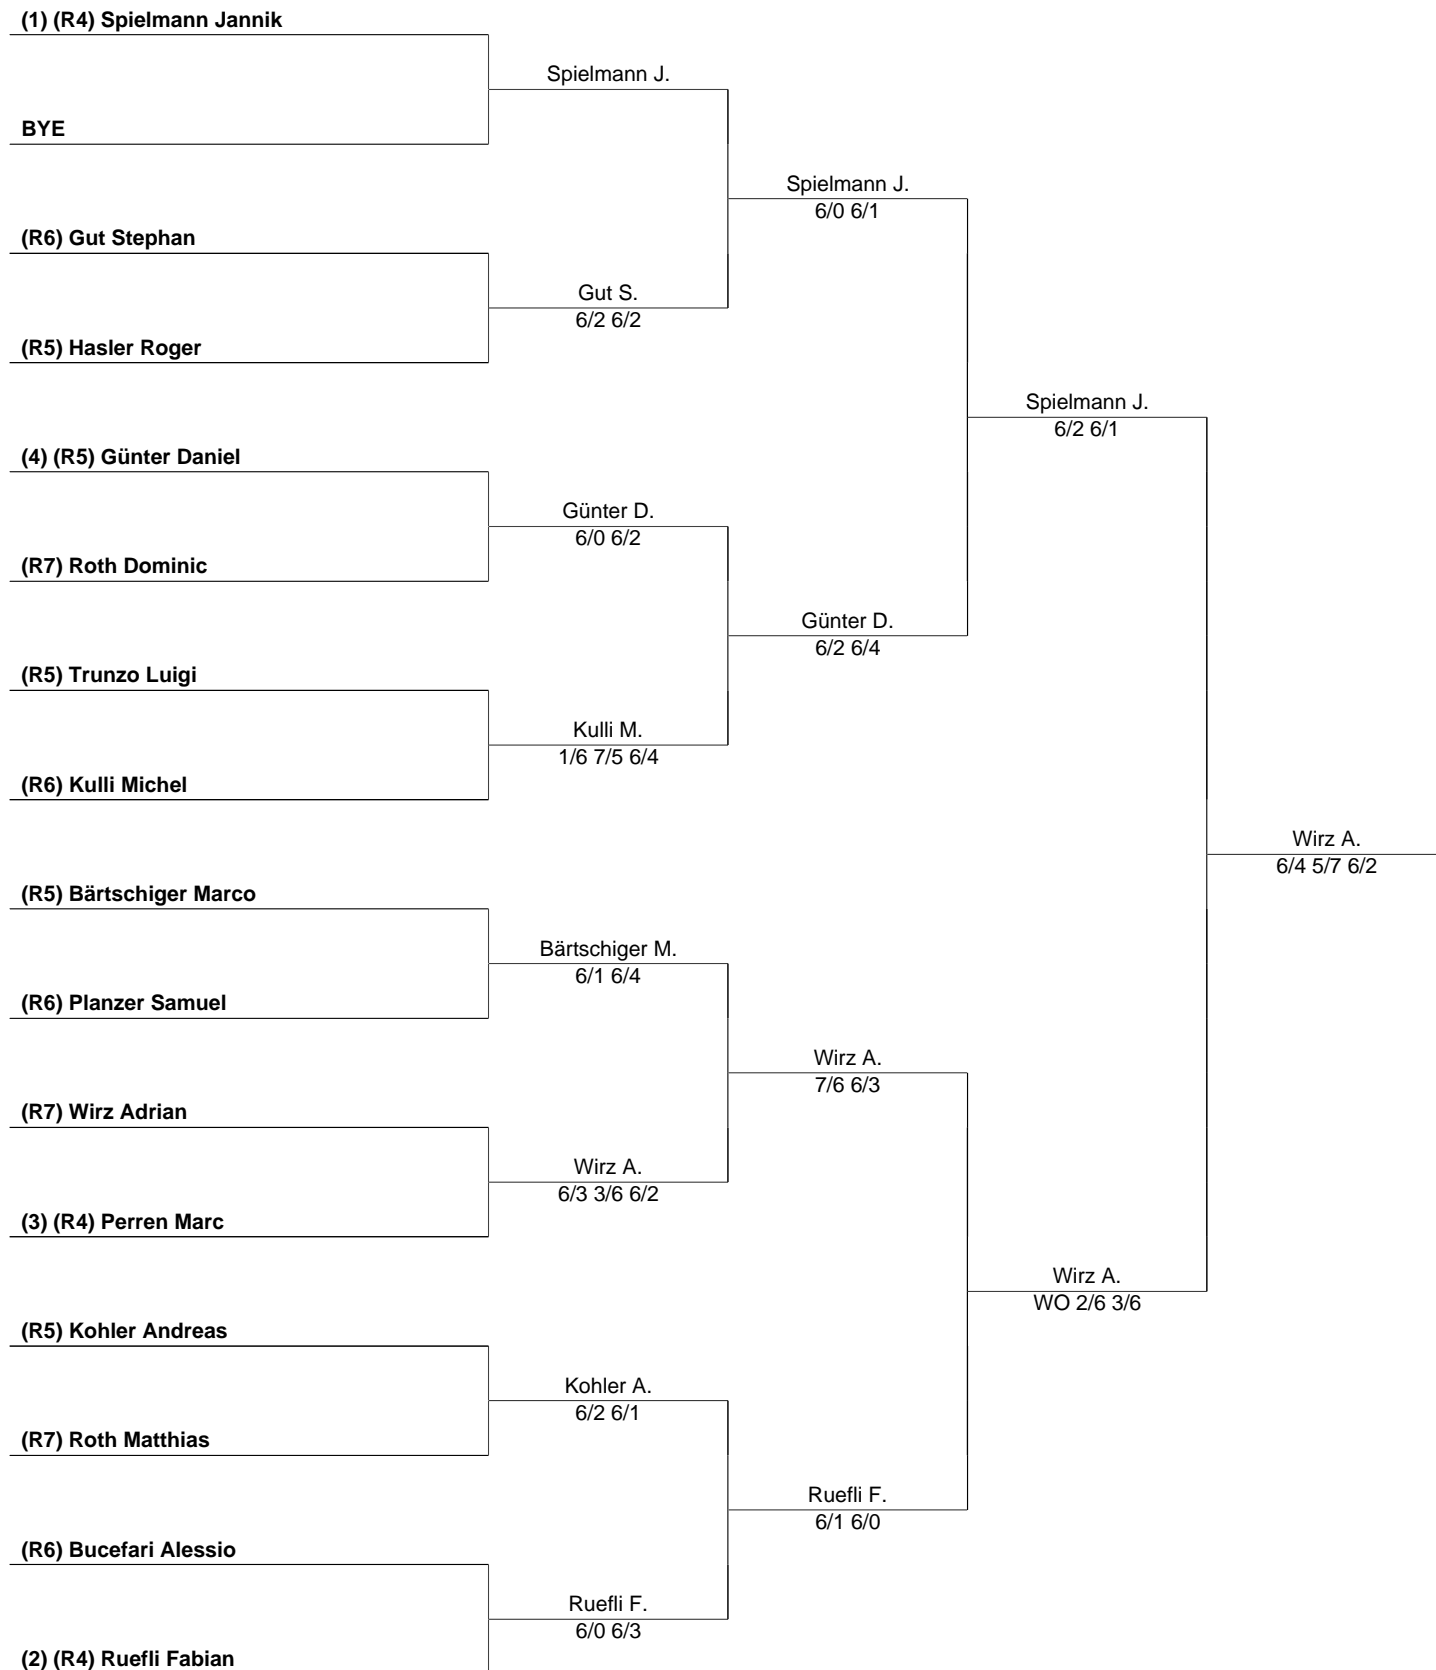 (1) (R4) Spielmann Jannik
Spielmann J.
BYE
Spielmann J.
6/0 6/1
(R6) Gut Stephan
Gut S.
6/2 6/2
(R5) Hasler Roger
Spielmann J.
6/2 6/1
(4) (R5) Günter Daniel
Günter D.
6/0 6/2
(R7) Roth Dominic
Günter D.
6/2 6/4
(R5) Trunzo Luigi
Kulli M.
1/6 7/5 6/4
(R6) Kulli Michel
Wirz A.
6/4 5/7 6/2
(R5) Bärtschiger Marco
Bärtschiger M.
6/1 6/4
(R6) Planzer Samuel
Wirz A.
7/6 6/3
(R7) Wirz Adrian
Wirz A.
6/3 3/6 6/2
(3) (R4) Perren Marc
Wirz A.
WO 2/6 3/6
(R5) Kohler Andreas
Kohler A.
6/2 6/1
(R7) Roth Matthias
Ruefli F.
6/1 6/0
(R6) Bucefari Alessio
Ruefli F.
6/0 6/3
(2) (R4) Ruefli Fabian